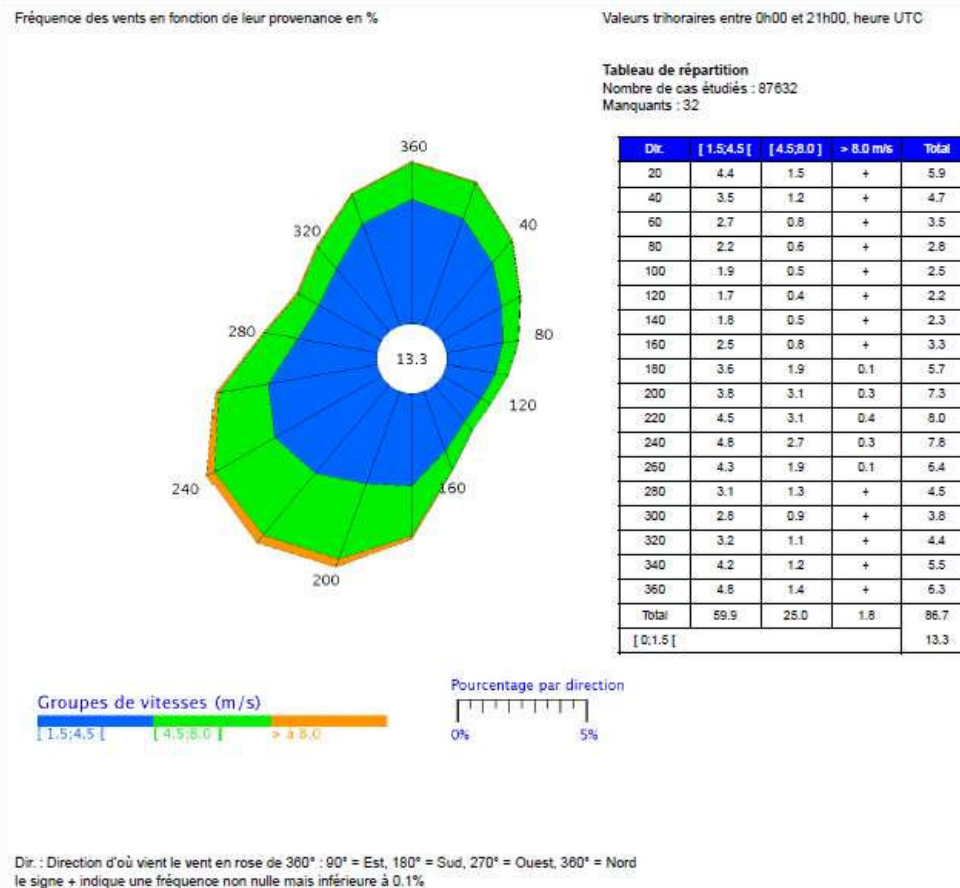 Fréquence des vents en fonction de leur provenance en %
Valeurs trihoraires entre 0h00 et 21h00, heure UTC
Tableau de répartition
Nombre de cas étudiés : 87632
Manquants : 32
Dir. [ 1.5;4.5 [ [ 4.5;8.0 ] > 8.0 m/s Total
20 4.4 1.5 + 5.9
40 3.5 1.2 + 4.7
60 2.7 0.8 + 3.5
80 2.2 0.6 + 2.8
100 1.9 0.5 + 2.5
120 1.7 0.4 + 2.2
140 1.8 0.5 + 2.3
160 2.5 0.8 + 3.3
180 3.6 1.9 0.1 5.7
200 3.8 3.1 0.3 7.3
220 4.5 3.1 0.4 8.0
240 4.8 2.7 0.3 7.8
260 4.3 1.9 0.1 6.4
280 3.1 1.3 + 4.5
300 2.8 0.9 + 3.8
320 3.2 1.1 + 4.4
340 4.2 1.2 + 5.5
360 4.8 1.4 + 6.3
Total 59.9 25.0 1.8 86.7
[ 0;1.5 [ 13.3
360
40
80
120
160
200
240
280
320
13.3
Groupes de vitesses (m/s)
[ 1.5;4.5 [ [ 4.5;8.0 [ > à 8.0
Pourcentage par direction
0% 5%
Dir. : Direction d'où vient le vent en rose de 360° : 90° = Est, 180° = Sud, 270° = Ouest, 360° = Nord
le signe + indique une fréquence non nulle mais inférieure à 0.1%